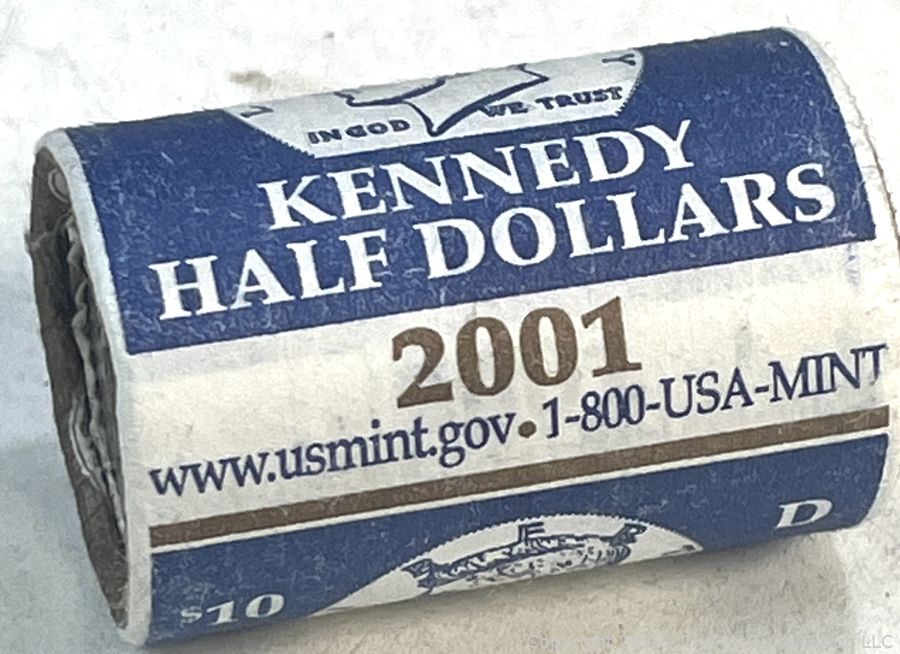 IN GOD WE TRUST
KENNEDY
HALF DOLLARS
2001
www.usmint.gov•1-800-USA-MINT
D
$10